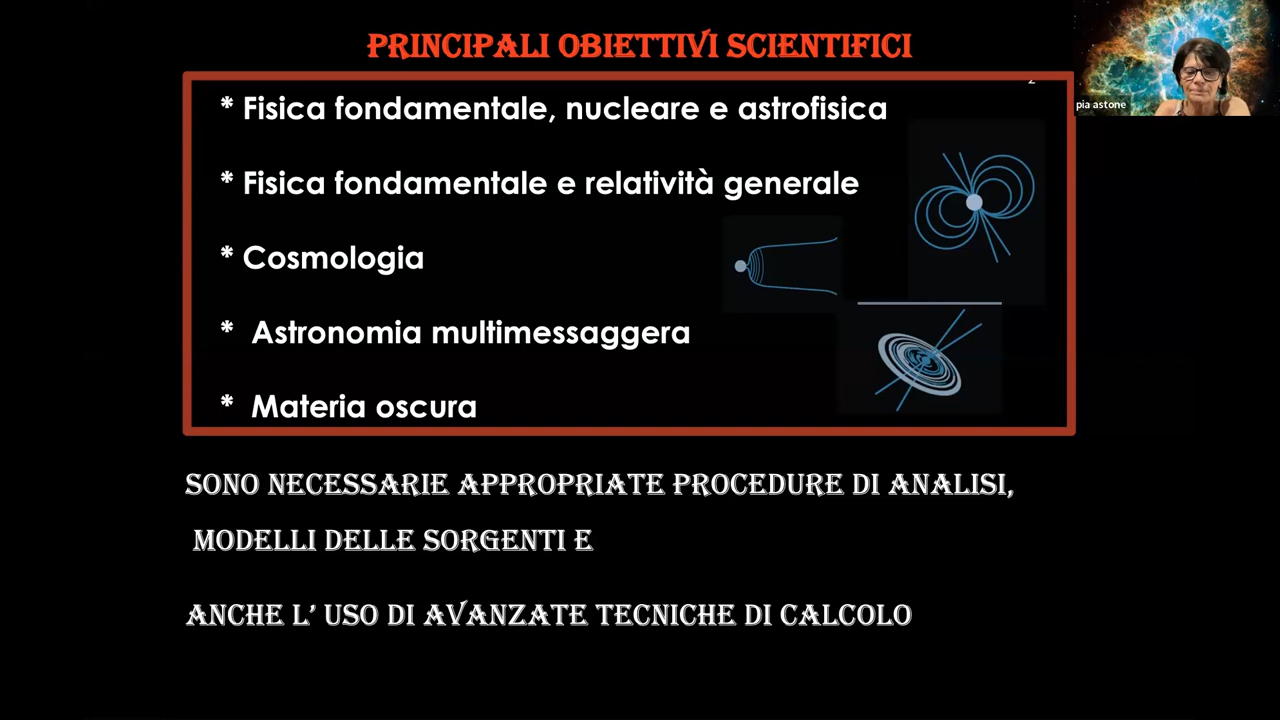 PRINCIPALI OBIETTIVI SCIENTIFICI
2
pia astone
* Fisica fondamentale, nucleare e astrofisica
* Fisica fondamentale e relatività generale
* Cosmologia
* Astronomia multimessaggera
* Materia oscura
SONO NECESSARIE APPROPRIATE PROCEDURE DI ANALISI,
MODELLI DELLE SORGENTI E
ANCHE L' USO DI AVANZATE TECNICHE DI CALCOLO